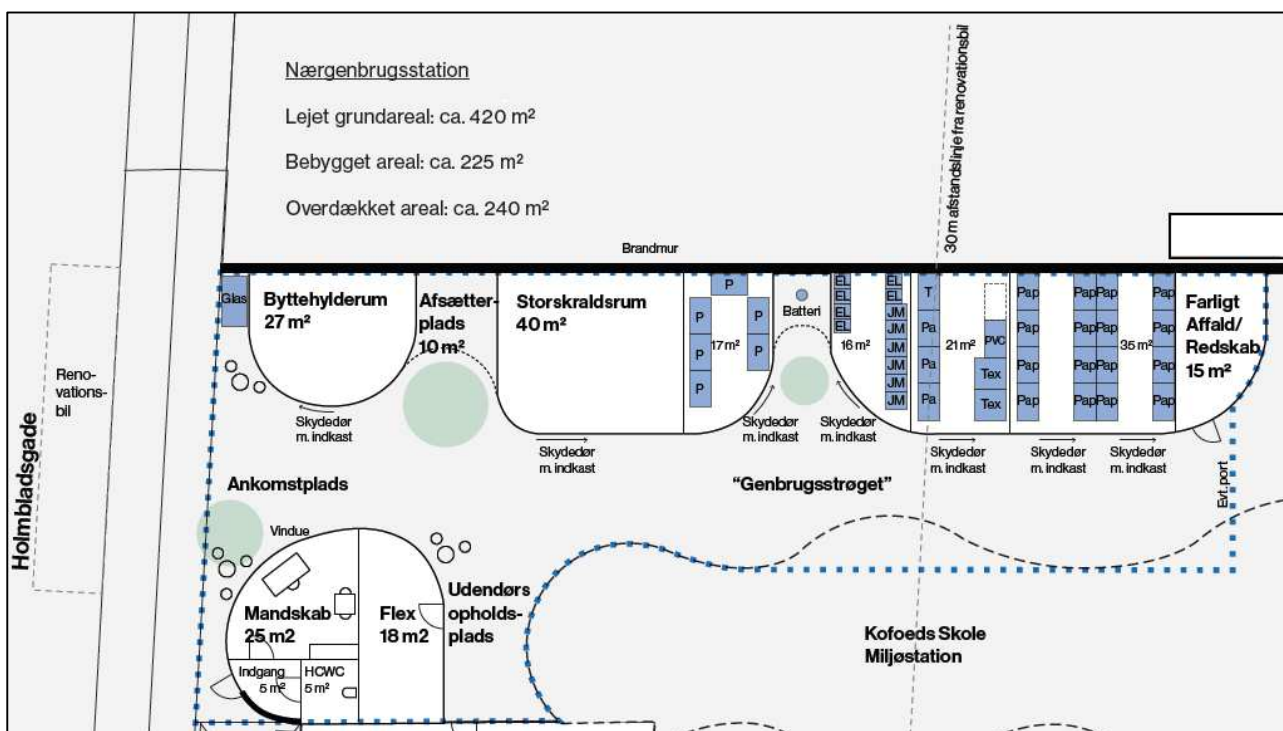 Nærgenbrugsstation
Lejet grundareal: ca. 420 m²
Bebygget areal: ca. 225 m²
Overdækket areal: ca. 240 m²
30 m afstandslinje fra renovationsbil
Brandmur
Holmbladsgade
Reno-
vations-
bil
Glas
Byttehylderum
27 m²
Afsætter-
plads
10 m²
Storskraldsrum
40 m²
P
P
P
P
P
P
17 m²
Batteri
EL
EL
EL
EL
16 m²
EL
EL
JM
JM
JM
JM
JM
JM
T
Pa
Pa
Pa
21 m²
PVC
Tex
Tex
Pap
Pap
Pap
Pap
Pap Pap
Pap Pap
Pap Pap
Pap Pap
35 m²
Pap
Pap
Pap
Pap
Farligt
Affald/
Redskab
15 m²
Skydedør
m. indkast
Skydedør
m. indkast
Skydedør
m. indkast
Skydedør
m. indkast
Skydedør
m. indkast
Skydedør
m. indkast
Skydedør
m. indkast
Evt. port
Ankomstplads
"Genbrugsstrøget"
Vindue
Mandskab
25 m2
Flex
18 m2
Udendørs
opholds-
plads
Indgang
5 m²
HCWC
5 m²
Kofoeds Skole
Miljøstation